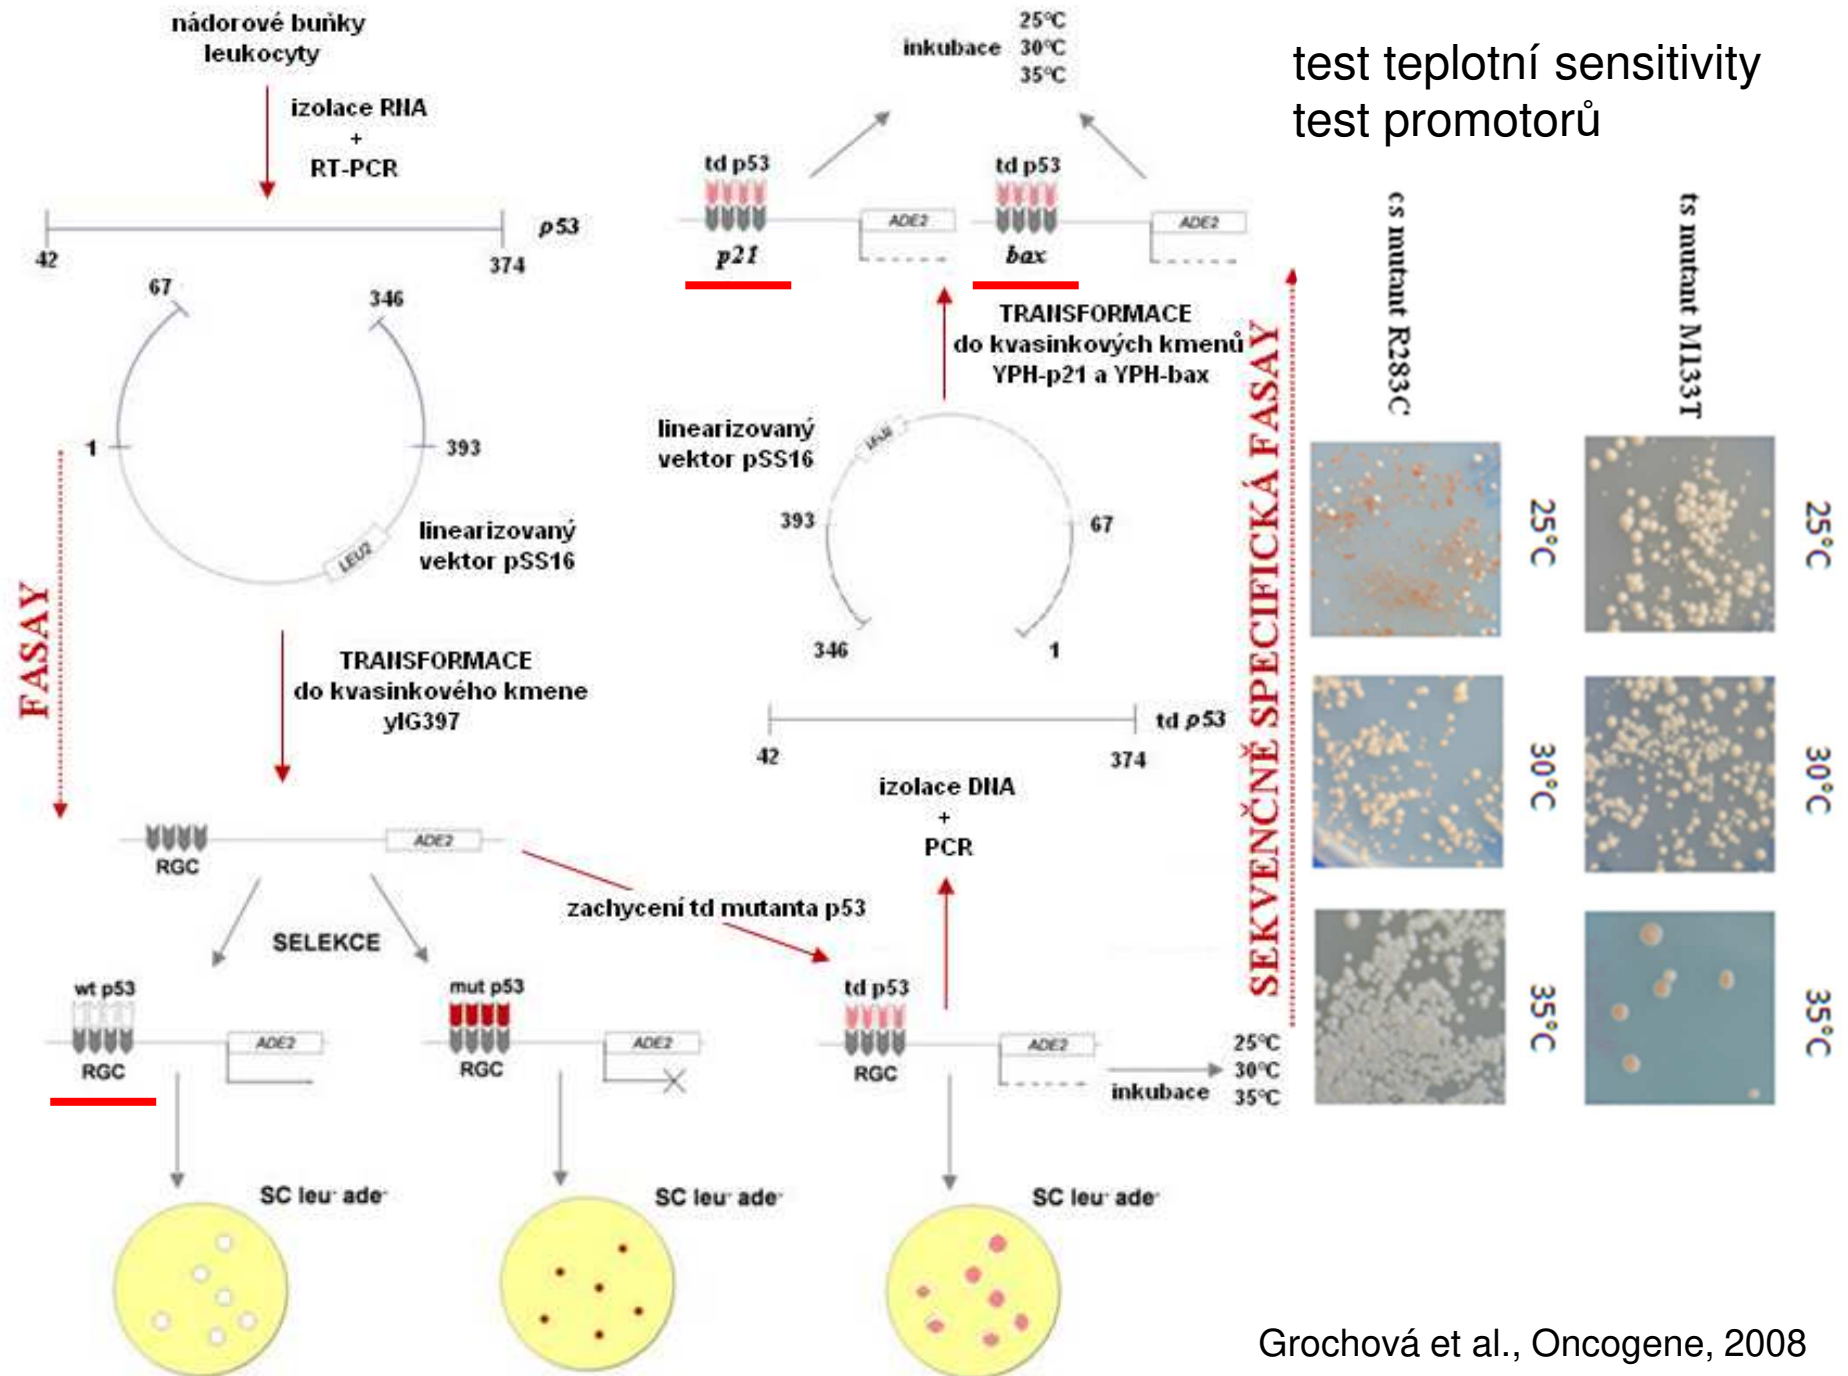 test teplotní sensitivity
test promotorů
nádorové buňky
leukocyty
izolace RNA
+
RT-PCR
p53
42
374
67
346
1
393
LEU2
linearizovaný
vektor pSS16
FASAY
TRANSFORMACE
do kvasinkového kmene
yIG397
RGC
ADE2
SELEKCE
wt p53
RGC
ADE2
SC leu- ade-
mut p53
RGC
ADE2
SC leu- ade-
zachycení td mutanta p53
td p53
RGC
ADE2
SC leu- ade-
inkubace
25°C
30°C
35°C
izolace DNA
+
PCR
42
374
td p53
linearizovaný
vektor pSS16
393
67
346
1
TRANSFORMACE
do kvasinkových kmenů
YPH-p21 a YPH-bax
td p53
p21
ADE2
td p53
bax
ADE2
inkubace
25°C
30°C
35°C
SEKVENČNĚ SPECIFICKÁ FASAY
cs mutant R283C
ts mutant M133T
25°C
25°C
30°C
30°C
35°C
35°C
Grochová et al., Oncogene, 2008